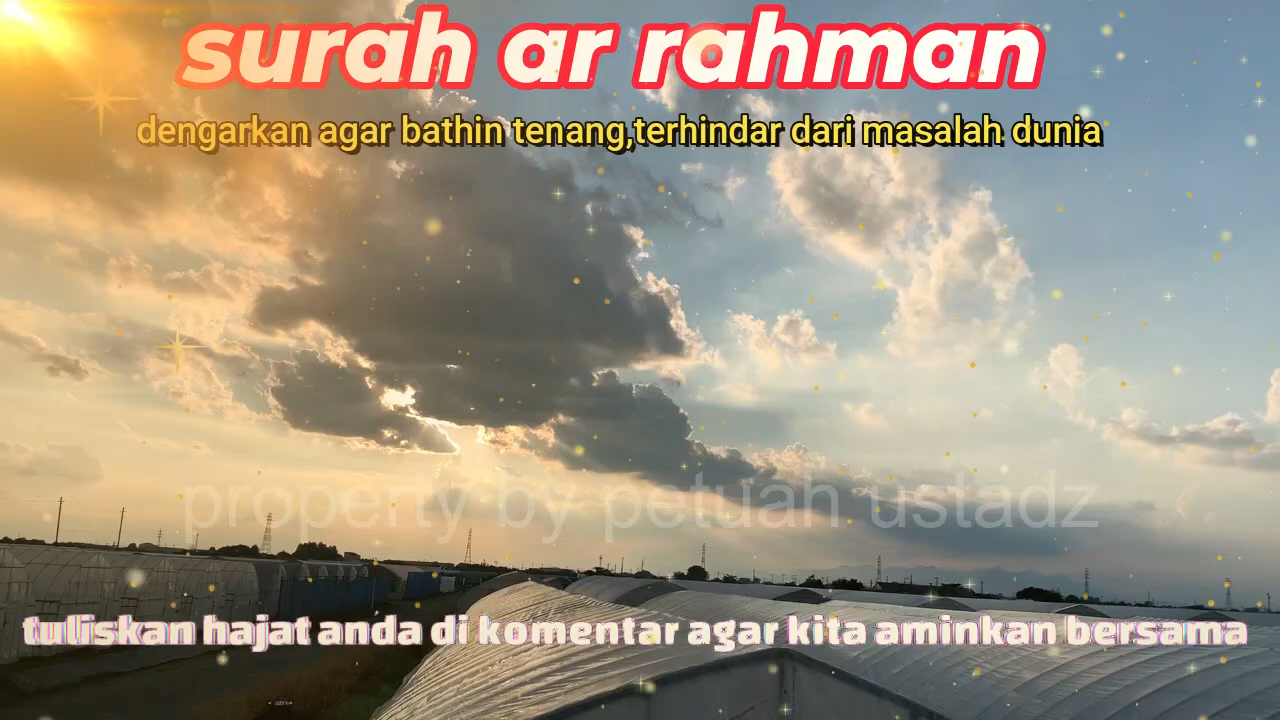 surah ar rahman
dengarkan agar bathin tenang,terhindar dari masalah dunia
property by petuah ustadz
tuliskan hajat anda di komentar agar kita aminkan bersama